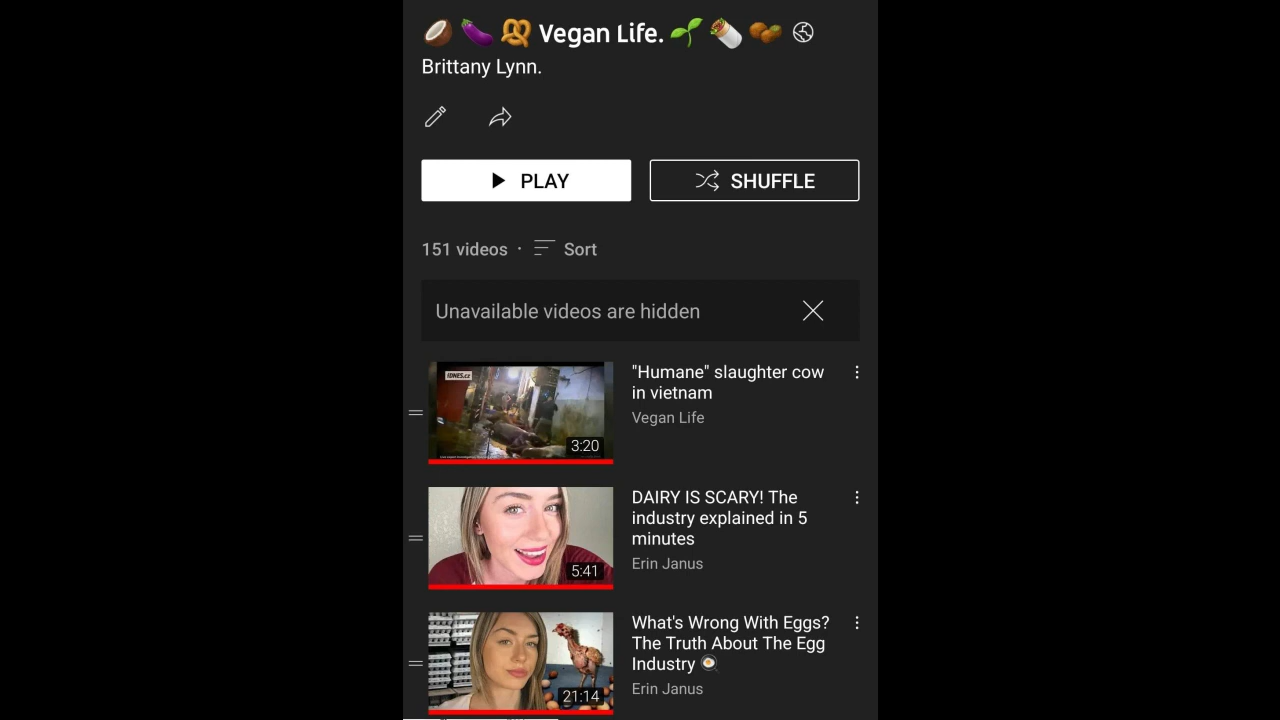 Vegan Life.
Brittany Lynn.
PLAY
SHUFFLE
151 videos · Sort
Unavailable videos are hidden
iDNES.cz
3:20
"Humane" slaughter cow
in vietnam
Vegan Life
5:41
DAIRY IS SCARY! The
industry explained in 5
minutes
Erin Janus
21:14
What's Wrong With Eggs?
The Truth About The Egg
Industry
Erin Janus